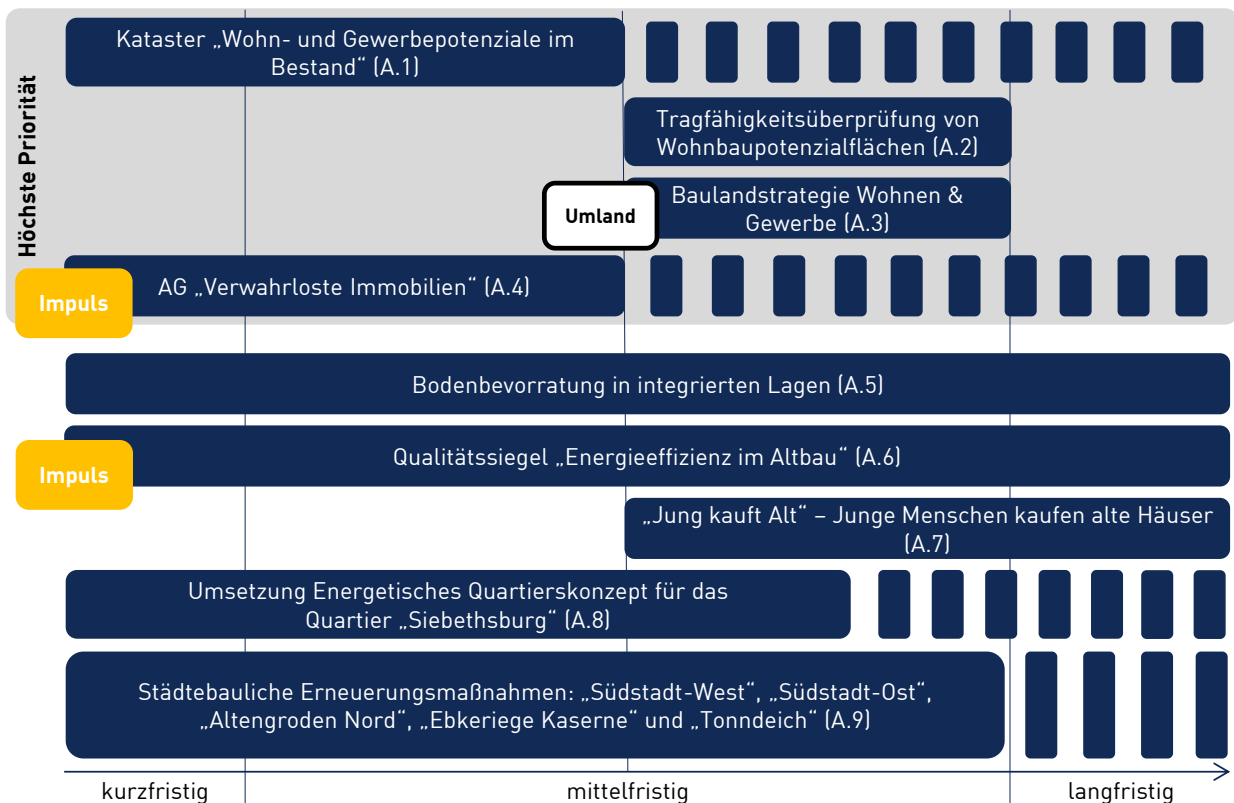 Höchste Priorität
Kataster „Wohn- und Gewerbepotenziale im
Bestand“ (A.1)
Tragfähigkeitsüberprüfung von
Wohnbaupotenzialflächen (A.2)
Umland
Baulandstrategie Wohnen &
Gewerbe (A.3)
Impuls
AG „Verwahrloste Immobilien“ (A.4)
Bodenbevorratung in integrierten Lagen (A.5)
Impuls
Qualitätssiegel „Energieeffizienz im Altbau“ (A.6)
„Jung kauft Alt“ – Junge Menschen kaufen alte Häuser
(A.7)
Umsetzung Energetisches Quartierskonzept für das
Quartier „Siebethsburg“ (A.8)
Städtebauliche Erneuerungsmaßnahmen: „Südstadt-West“, „Südstadt-Ost“,
„Altengroden Nord“, „Ebkeriege Kaserne“ und „Tonndeich“ (A.9)
kurzfristig
mittelfristig
langfristig